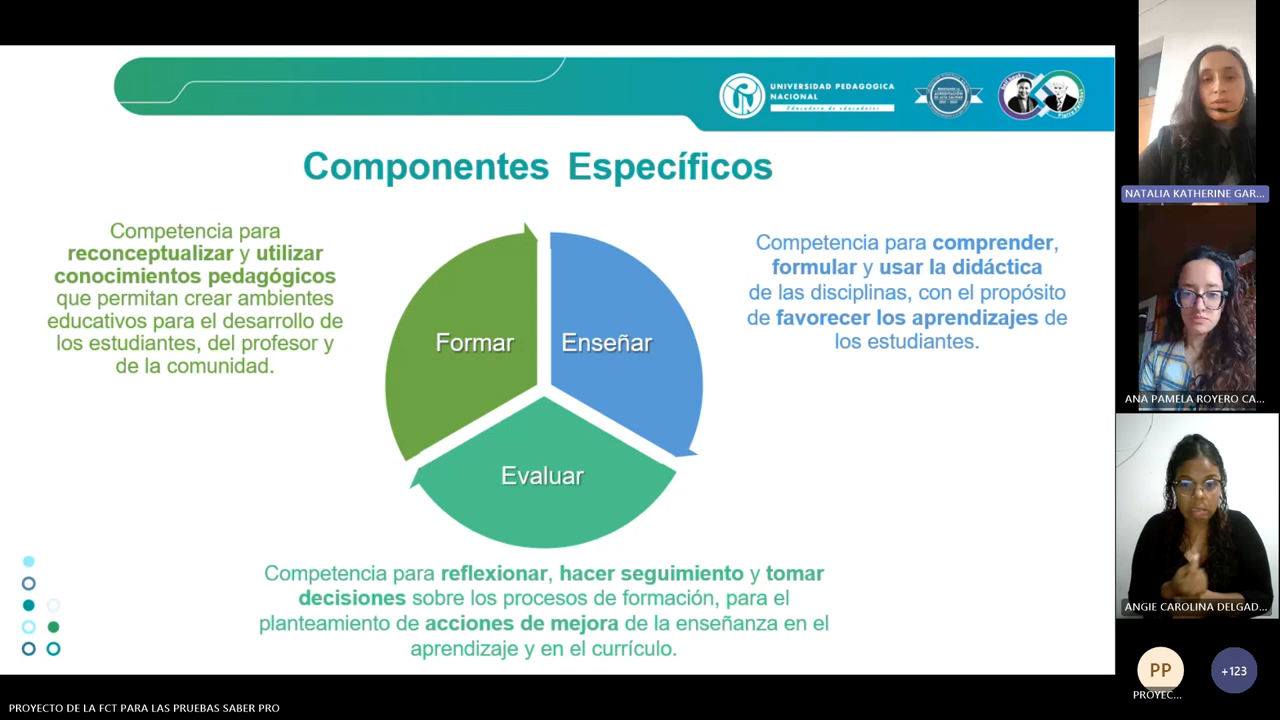 UNIVERSIDAD PEDAGOGICA
NACIONAL
Educadora de educadores
Componentes Específicos
Competencia para
reconceptualizar y utilizar
conocimientos pedagógicos
que permitan crear ambientes
educativos para el desarrollo de
los estudiantes, del profesor y
de la comunidad.
Formar
Enseñar
Evaluar
Competencia para comprender,
formular y usar la didáctica
de las disciplinas, con el propósito
de favorecer los aprendizajes de
los estudiantes.
Competencia para reflexionar, hacer seguimiento y tomar
decisiones sobre los procesos de formación, para el
planteamiento de acciones de mejora de la enseñanza en el
aprendizaje y en el currículo.
NATALIA KATHERINE GAR...
ANA PAMELA ROYERO CA...
ANGIE CAROLINA DELGAD...
PP
+123
PROYEC...
PROYECTO DE LA FCT PARA LAS PRUEBAS SABER PRO